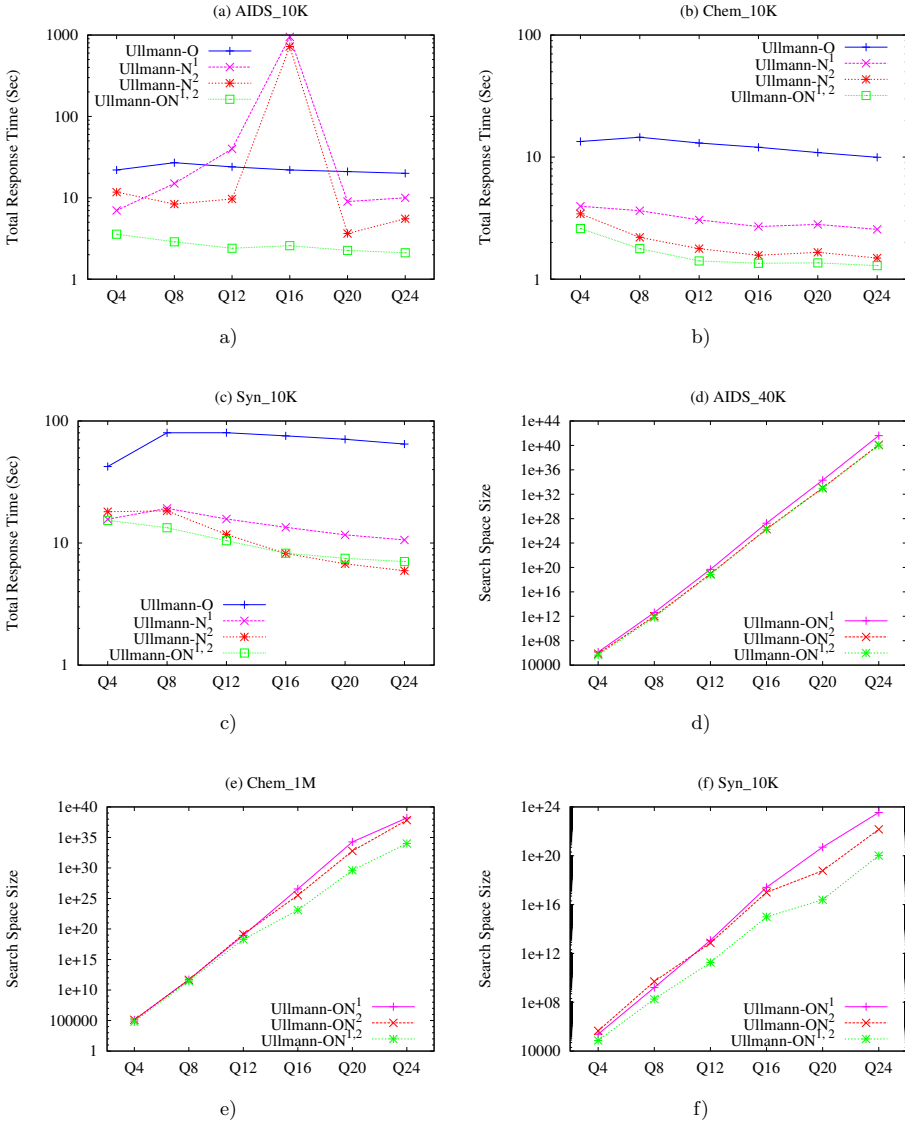 (a) AIDS_10K
Total Response Time (Sec)
1000
100
10
1
Ullmann-O
Ullmann-N¹
Ullmann-N²
Ullmann-ON¹,²
Q4 Q8 Q12 Q16 Q20 Q24
a)
(b) Chem_10K
Total Response Time (Sec)
100
10
1
Ullmann-O
Ullmann-N¹
Ullmann-N²
Ullmann-ON¹,²
Q4 Q8 Q12 Q16 Q20 Q24
b)
(c) Syn_10K
Total Response Time (Sec)
100
10
1
Ullmann-O
Ullmann-N¹
Ullmann-N²
Ullmann-ON¹,²
Q4 Q8 Q12 Q16 Q20 Q24
c)
(d) AIDS_40K
Search Space Size
1e+44
1e+40
1e+36
1e+32
1e+28
1e+24
1e+20
1e+16
1e+12
1e+08
10000
Ullmann-ON¹
Ullmann-ON²
Ullmann-ON¹,²
Q4 Q8 Q12 Q16 Q20 Q24
d)
(e) Chem_1M
Search Space Size
1e+40
1e+35
1e+30
1e+25
1e+20
1e+15
1e+10
100000
1
Ullmann-ON¹
Ullmann-ON²
Ullmann-ON¹,²
Q4 Q8 Q12 Q16 Q20 Q24
e)
(f) Syn_10K
Search Space Size
1e+24
1e+20
1e+16
1e+12
1e+08
10000
Ullmann-ON¹
Ullmann-ON²
Ullmann-ON¹,²
Q4 Q8 Q12 Q16 Q20 Q24
f)